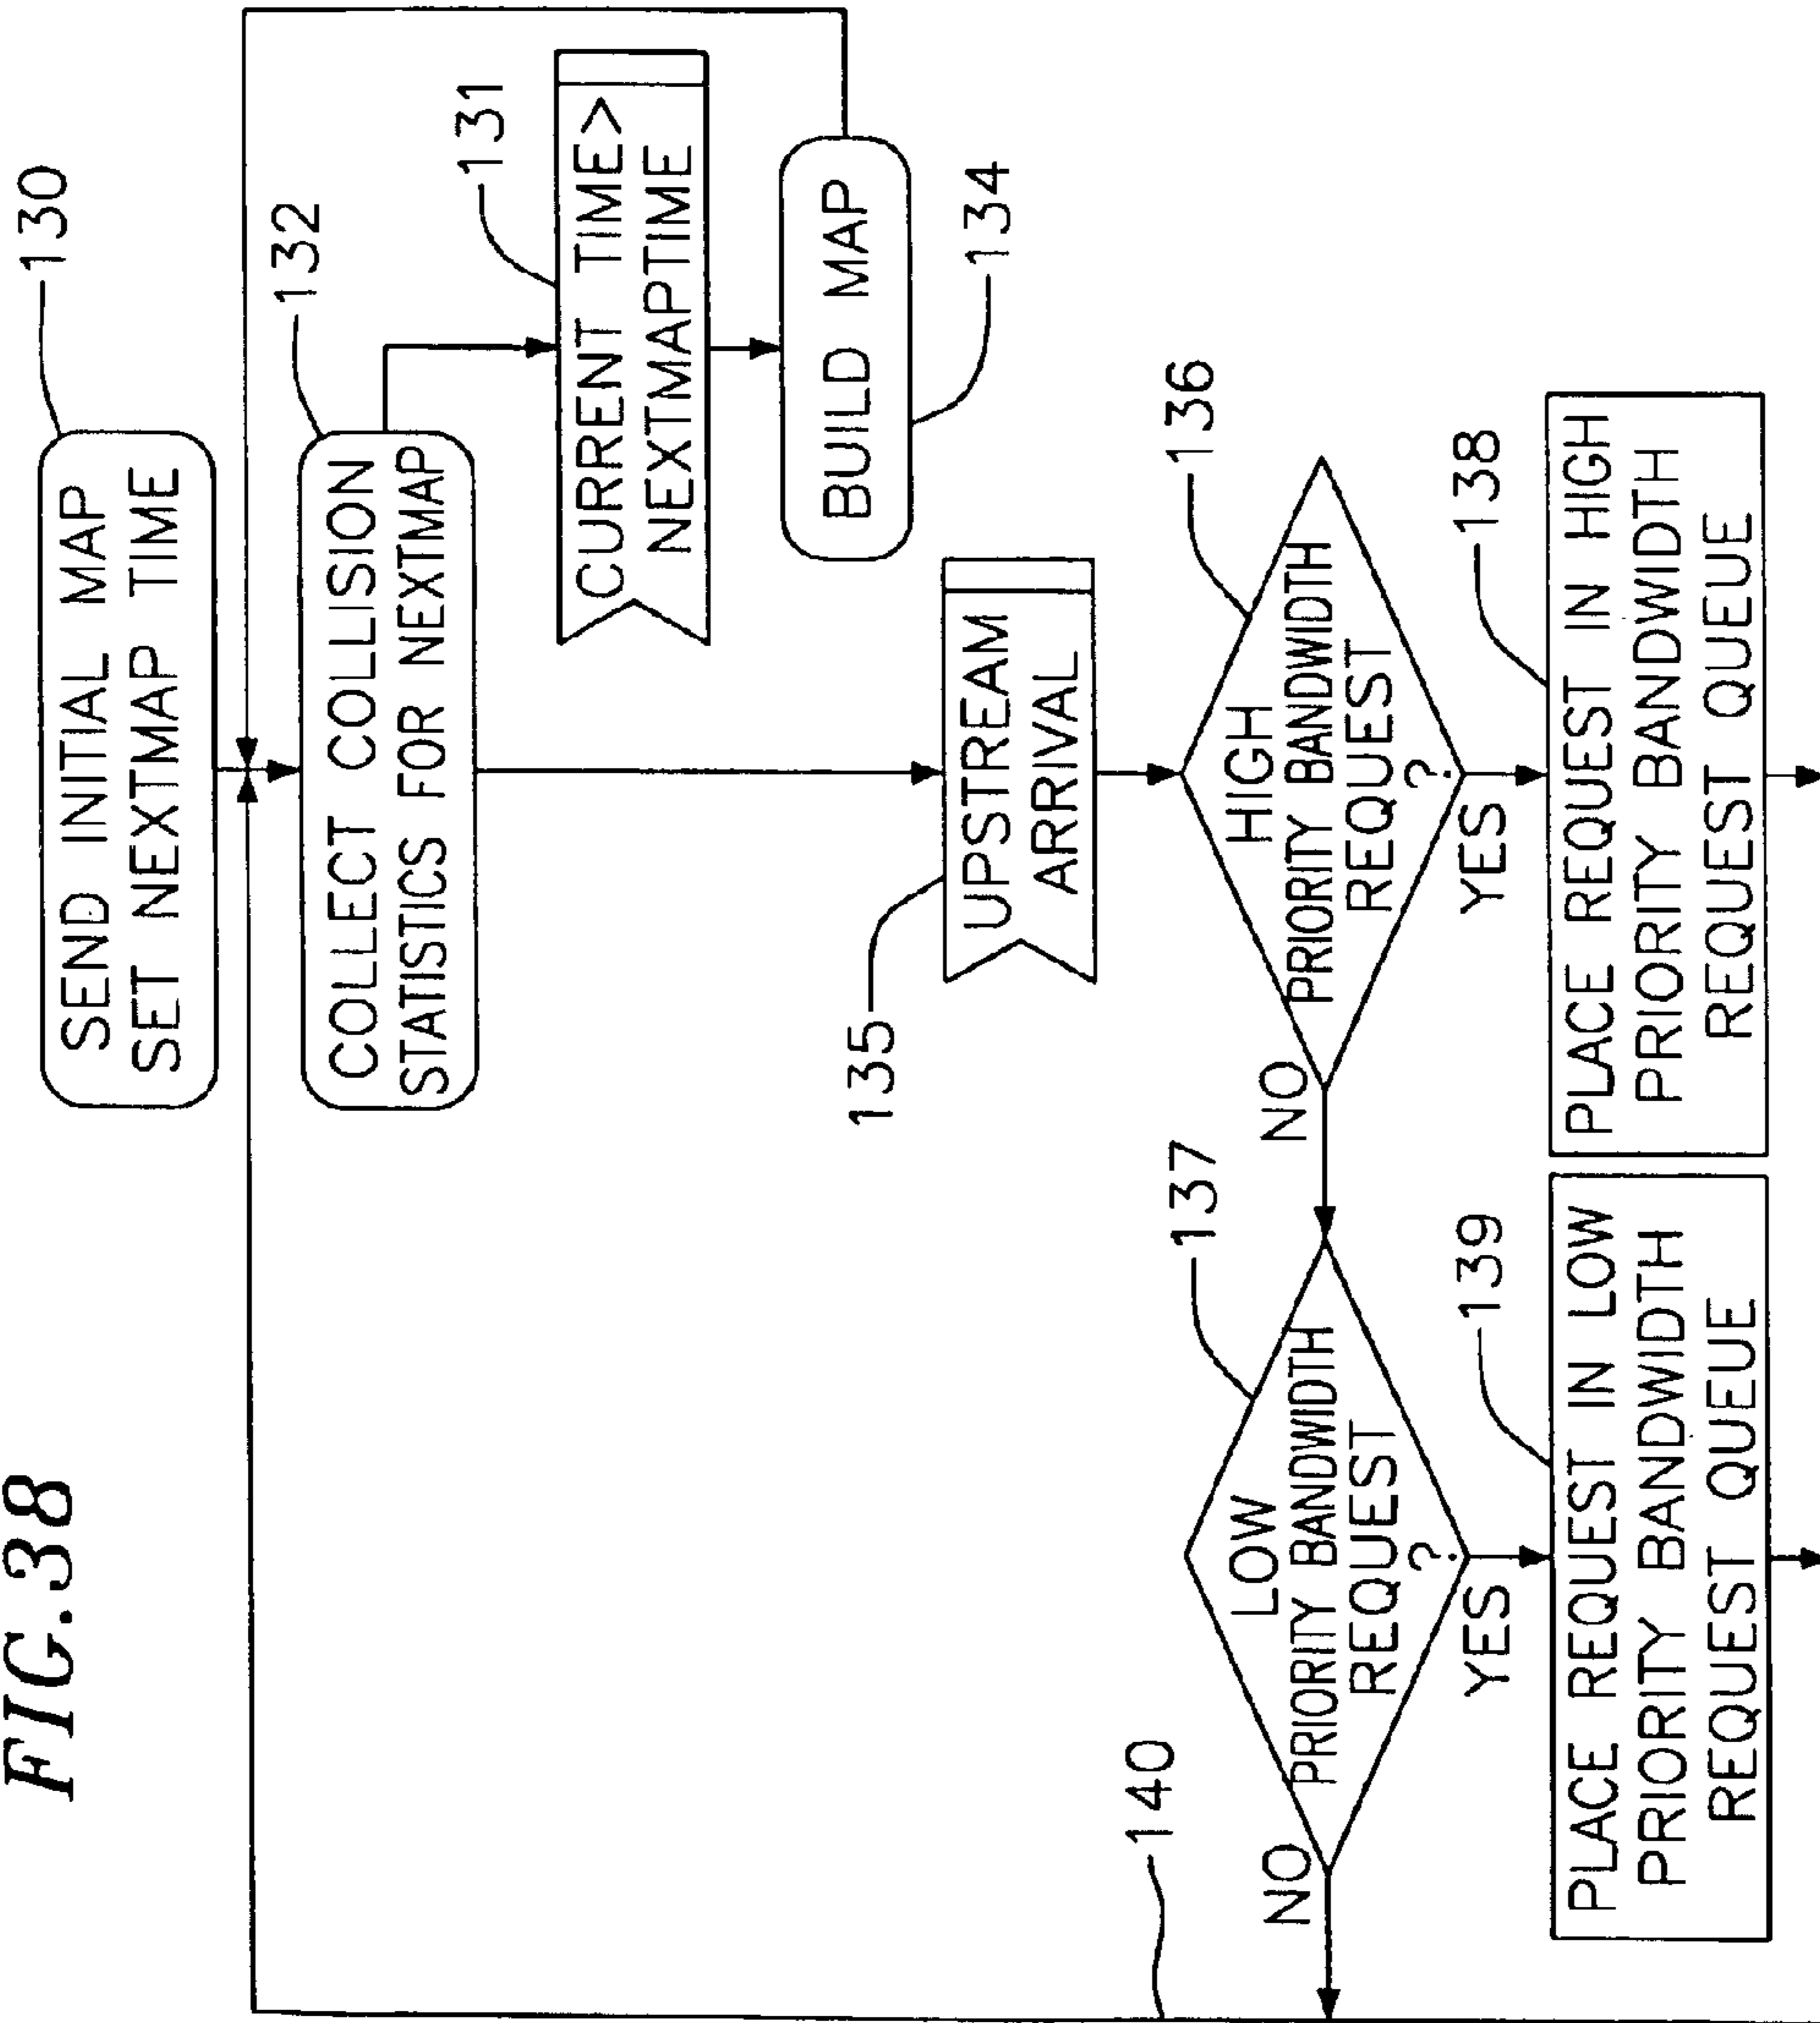 FIG.38
130
SEND INITIAL MAP
SET NEXTMAP TIME
132
COLLECT COLLISION
STATISTICS FOR NEXTMAP
131
CURRENT TIME>
NEXTMAPTIME
BUILD MAP
134
135
UPSTREAM
ARRIVAL
136
HIGH
PRIORITY BANDWIDTH
REQUEST
?
NO
YES
137
LOW
PRIORITY BANDWIDTH
REQUEST
?
NO
YES
140
138
PLACE REQUEST IN HIGH
PRIORITY BANDWIDTH
REQUEST QUEUE
139
PLACE REQUEST IN LOW
PRIORITY BANDWIDTH
REQUEST QUEUE